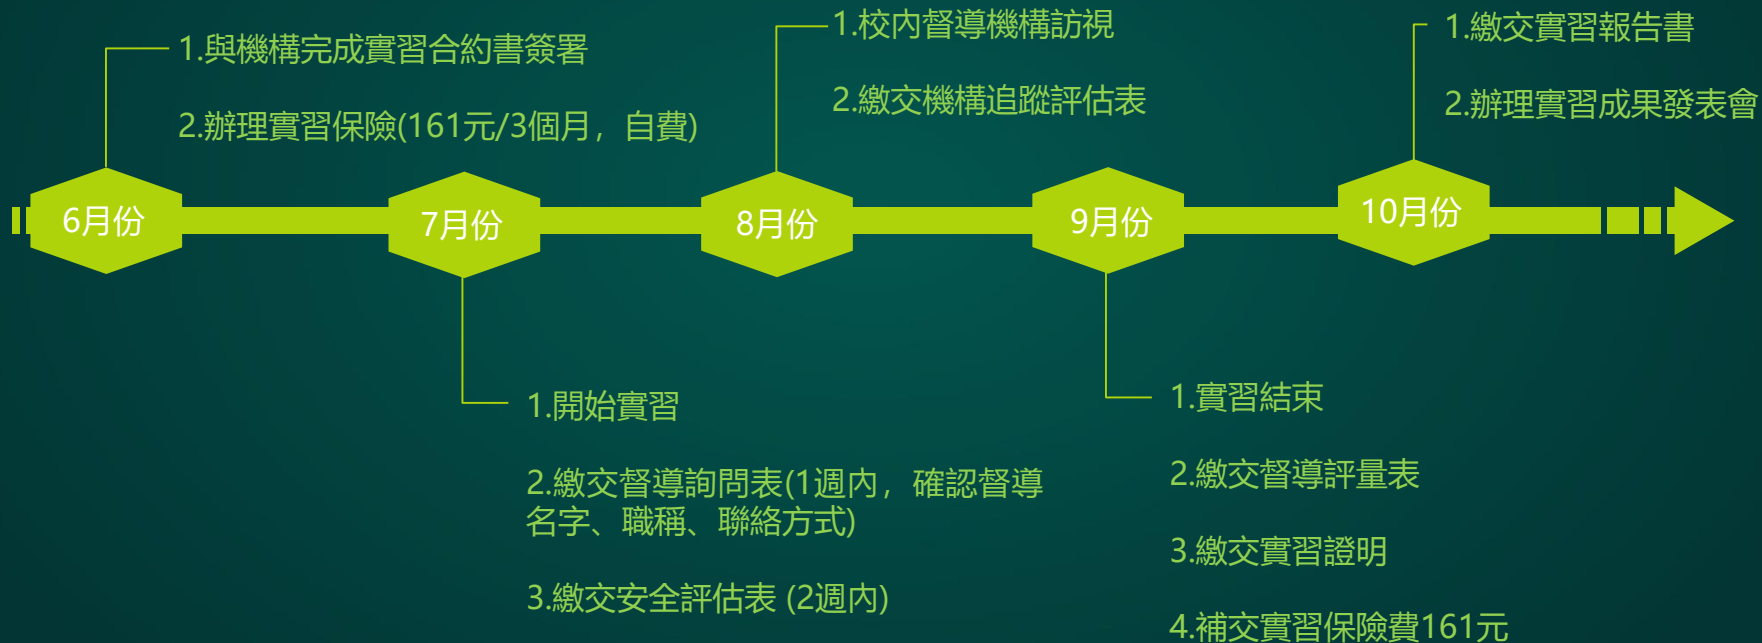 6月份
1.與機構完成實習合約書簽署
2.辦理實習保險(161元/3個月，自費)
7月份
1.開始實習
2.繳交督導詢問表(1週內，確認督導
名字、職稱、聯絡方式)
3.繳交安全評估表 (2週內)
8月份
1.校內督導機構訪視
2.繳交機構追蹤評估表
9月份
1.實習結束
2.繳交督導評量表
3.繳交實習證明
4.補交實習保險費161元
10月份
1.繳交實習報告書
2.辦理實習成果發表會